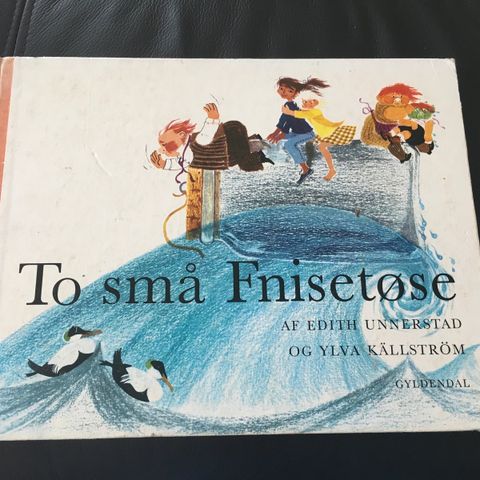 To små Fnisetøse
AF EDITH UNNERSTAD
OG YLVA KÄLLSTRÖM
GYLDENDAL